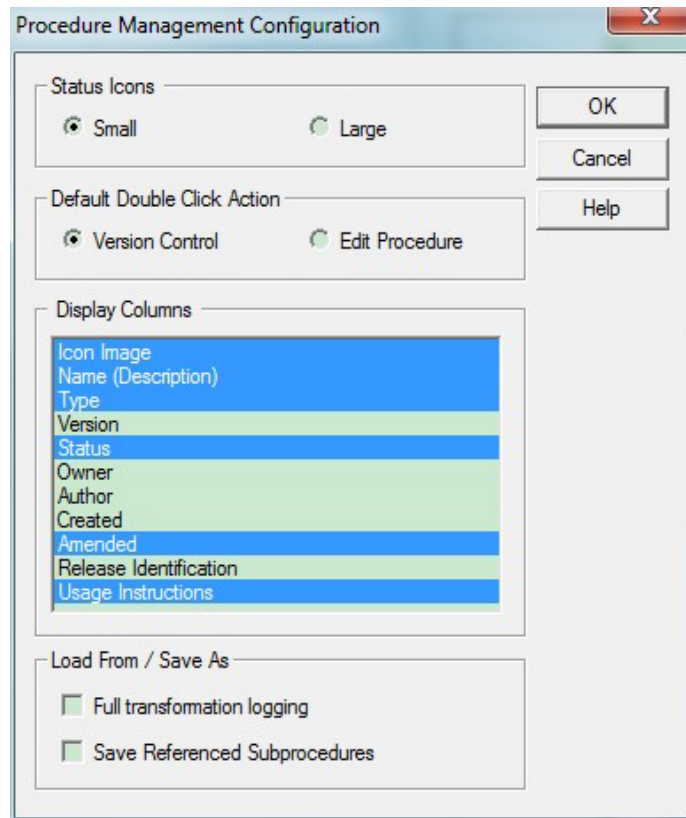 Procedure Management Configuration
X
Status Icons
Small Large
OK
Cancel
Help
Default Double Click Action
Version Control Edit Procedure
Display Columns
Icon Image
Name (Description)
Type
Version
Status
Owner
Author
Created
Amended
Release Identification
Usage Instructions
Load From / Save As
Full transformation logging
Save Referenced Subprocedures